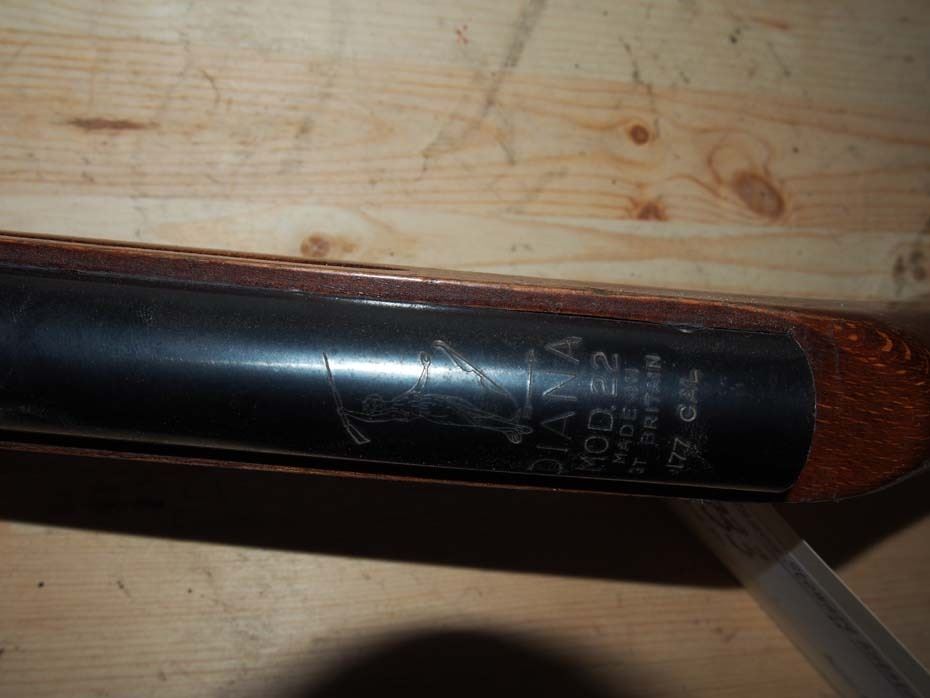 DIANA
MOD. 22
MADE IN
GT BRITAIN
.177 CAL